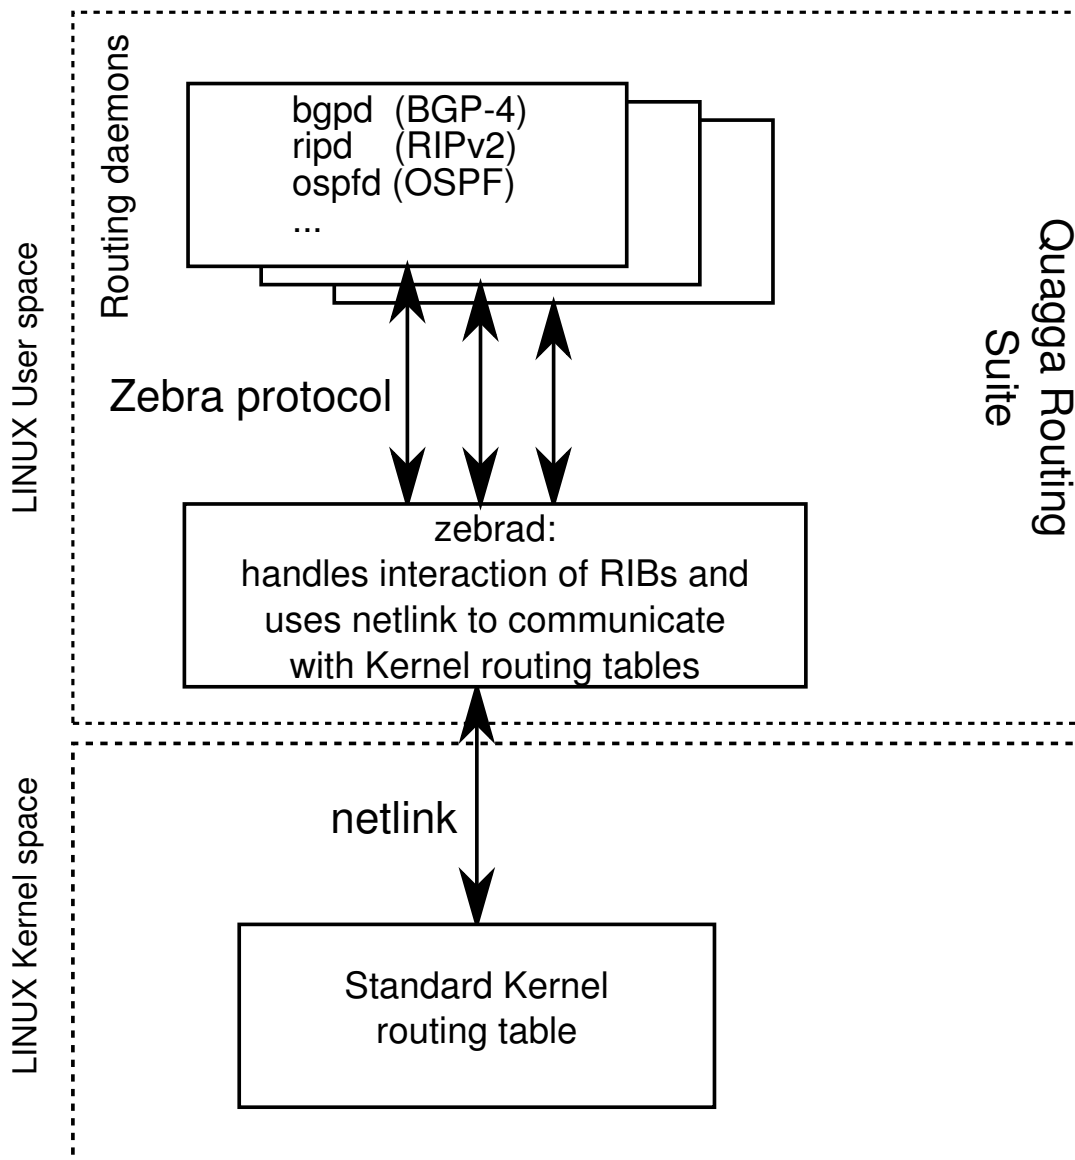 Routing daemons
bgpd (BGP-4)
ripd (RIPv2)
ospfd (OSPF)
...
LINUX User space
Quagga Routing
Suite
Zebra protocol
zebrad:
handles interaction of RIBs and
uses netlink to communicate
with Kernel routing tables
LINUX Kernel space
netlink
Standard Kernel
routing table